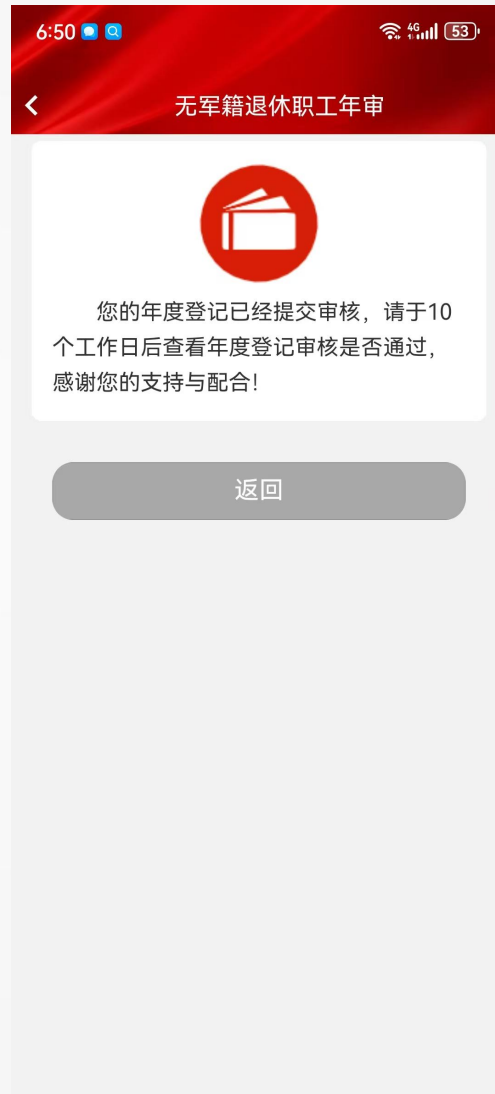 6:50 4G 53
无军籍退休职工年审
您的年度登记已经提交审核，请于10
个工作日后查看年度登记审核是否通过，
感谢您的支持与配合！
返回